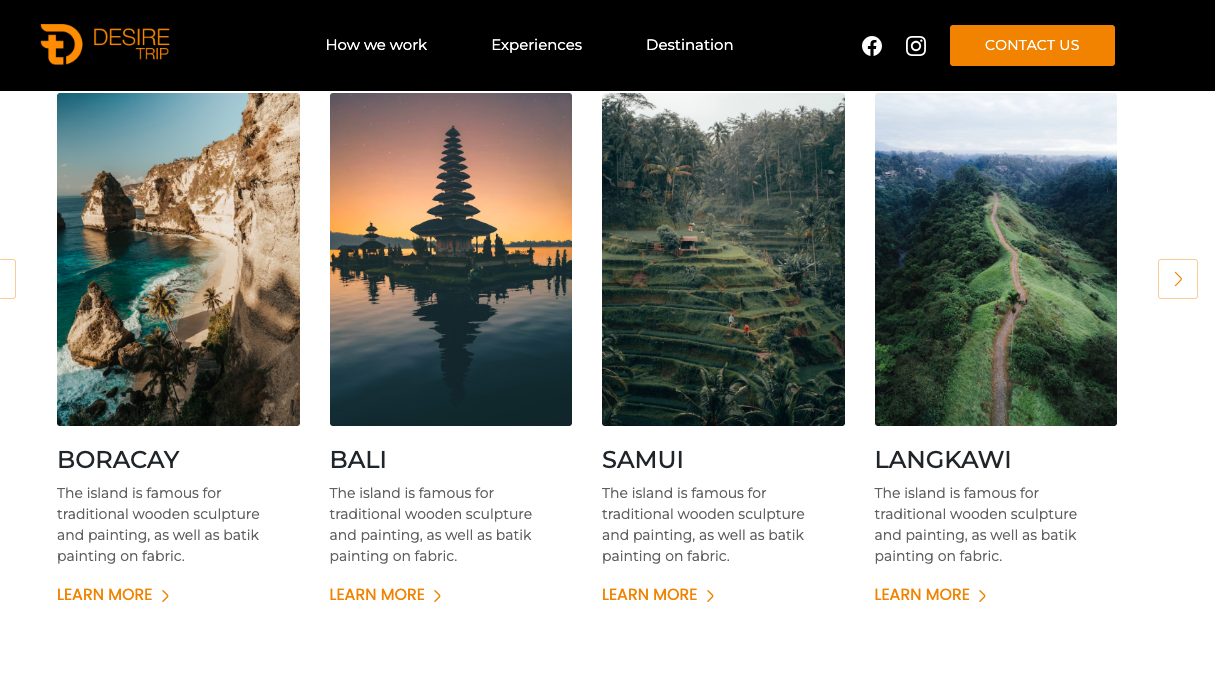 DESIRE
TRIP
How we work
Experiences
Destination
CONTACT US
BORACAY
The island is famous for
traditional wooden sculpture
and painting, as well as batik
painting on fabric.
LEARN MORE
BALI
The island is famous for
traditional wooden sculpture
and painting, as well as batik
painting on fabric.
LEARN MORE
SAMUI
The island is famous for
traditional wooden sculpture
and painting, as well as batik
painting on fabric.
LEARN MORE
LANGKAWI
The island is famous for
traditional wooden sculpture
and painting, as well as batik
painting on fabric.
LEARN MORE